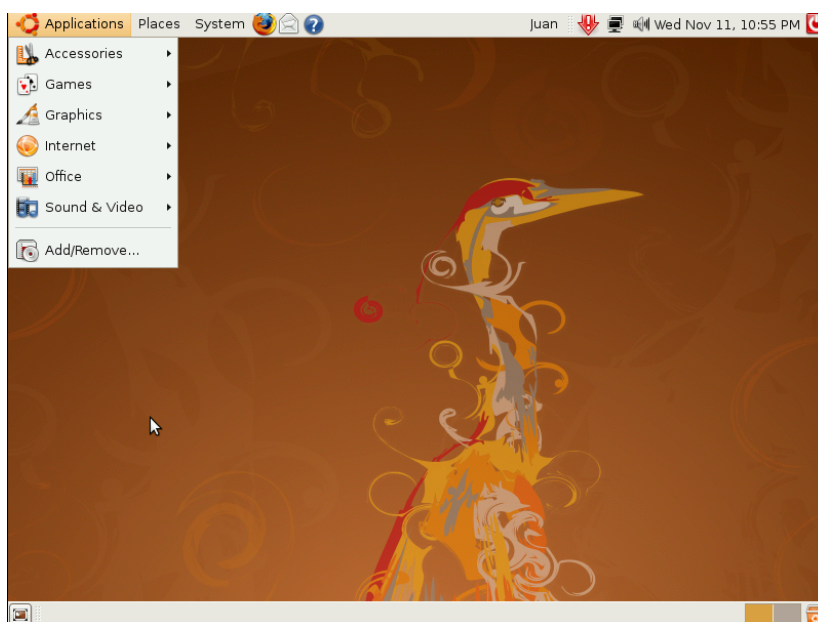 Applications Places System Juan Wed Nov 11, 10:55 PM
Accessories
Games
Graphics
Internet
Office
Sound & Video
Add/Remove...